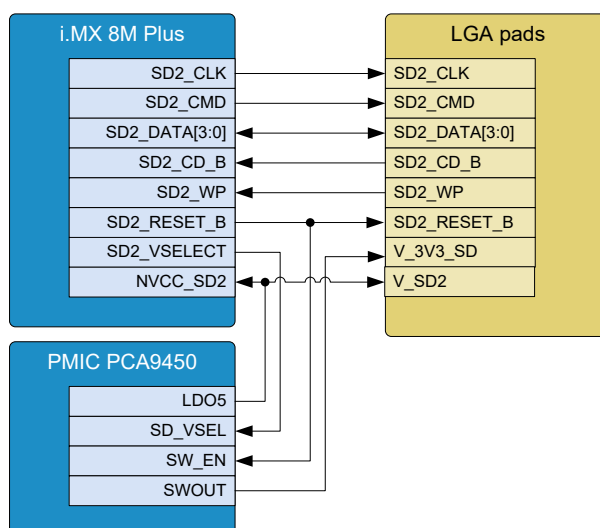 i.MX 8M Plus
SD2_CLK
SD2_CMD
SD2_DATA[3:0]
SD2_CD_B
SD2_WP
SD2_RESET_B
SD2_VSELECT
NVCC_SD2
LGA pads
SD2_CLK
SD2_CMD
SD2_DATA[3:0]
SD2_CD_B
SD2_WP
SD2_RESET_B
V_3V3_SD
V_SD2
PMIC PCA9450
LDO5
SD_VSEL
SW_EN
SWOUT